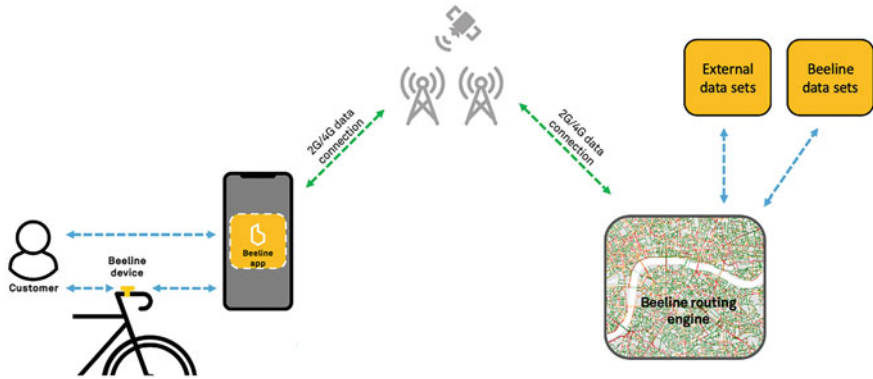 External
data sets
Beeline
data sets
2G/4G data
connection
2G/4G data
connection
Beeline
app
Beeline
device
Customer
Beeline routing
engine